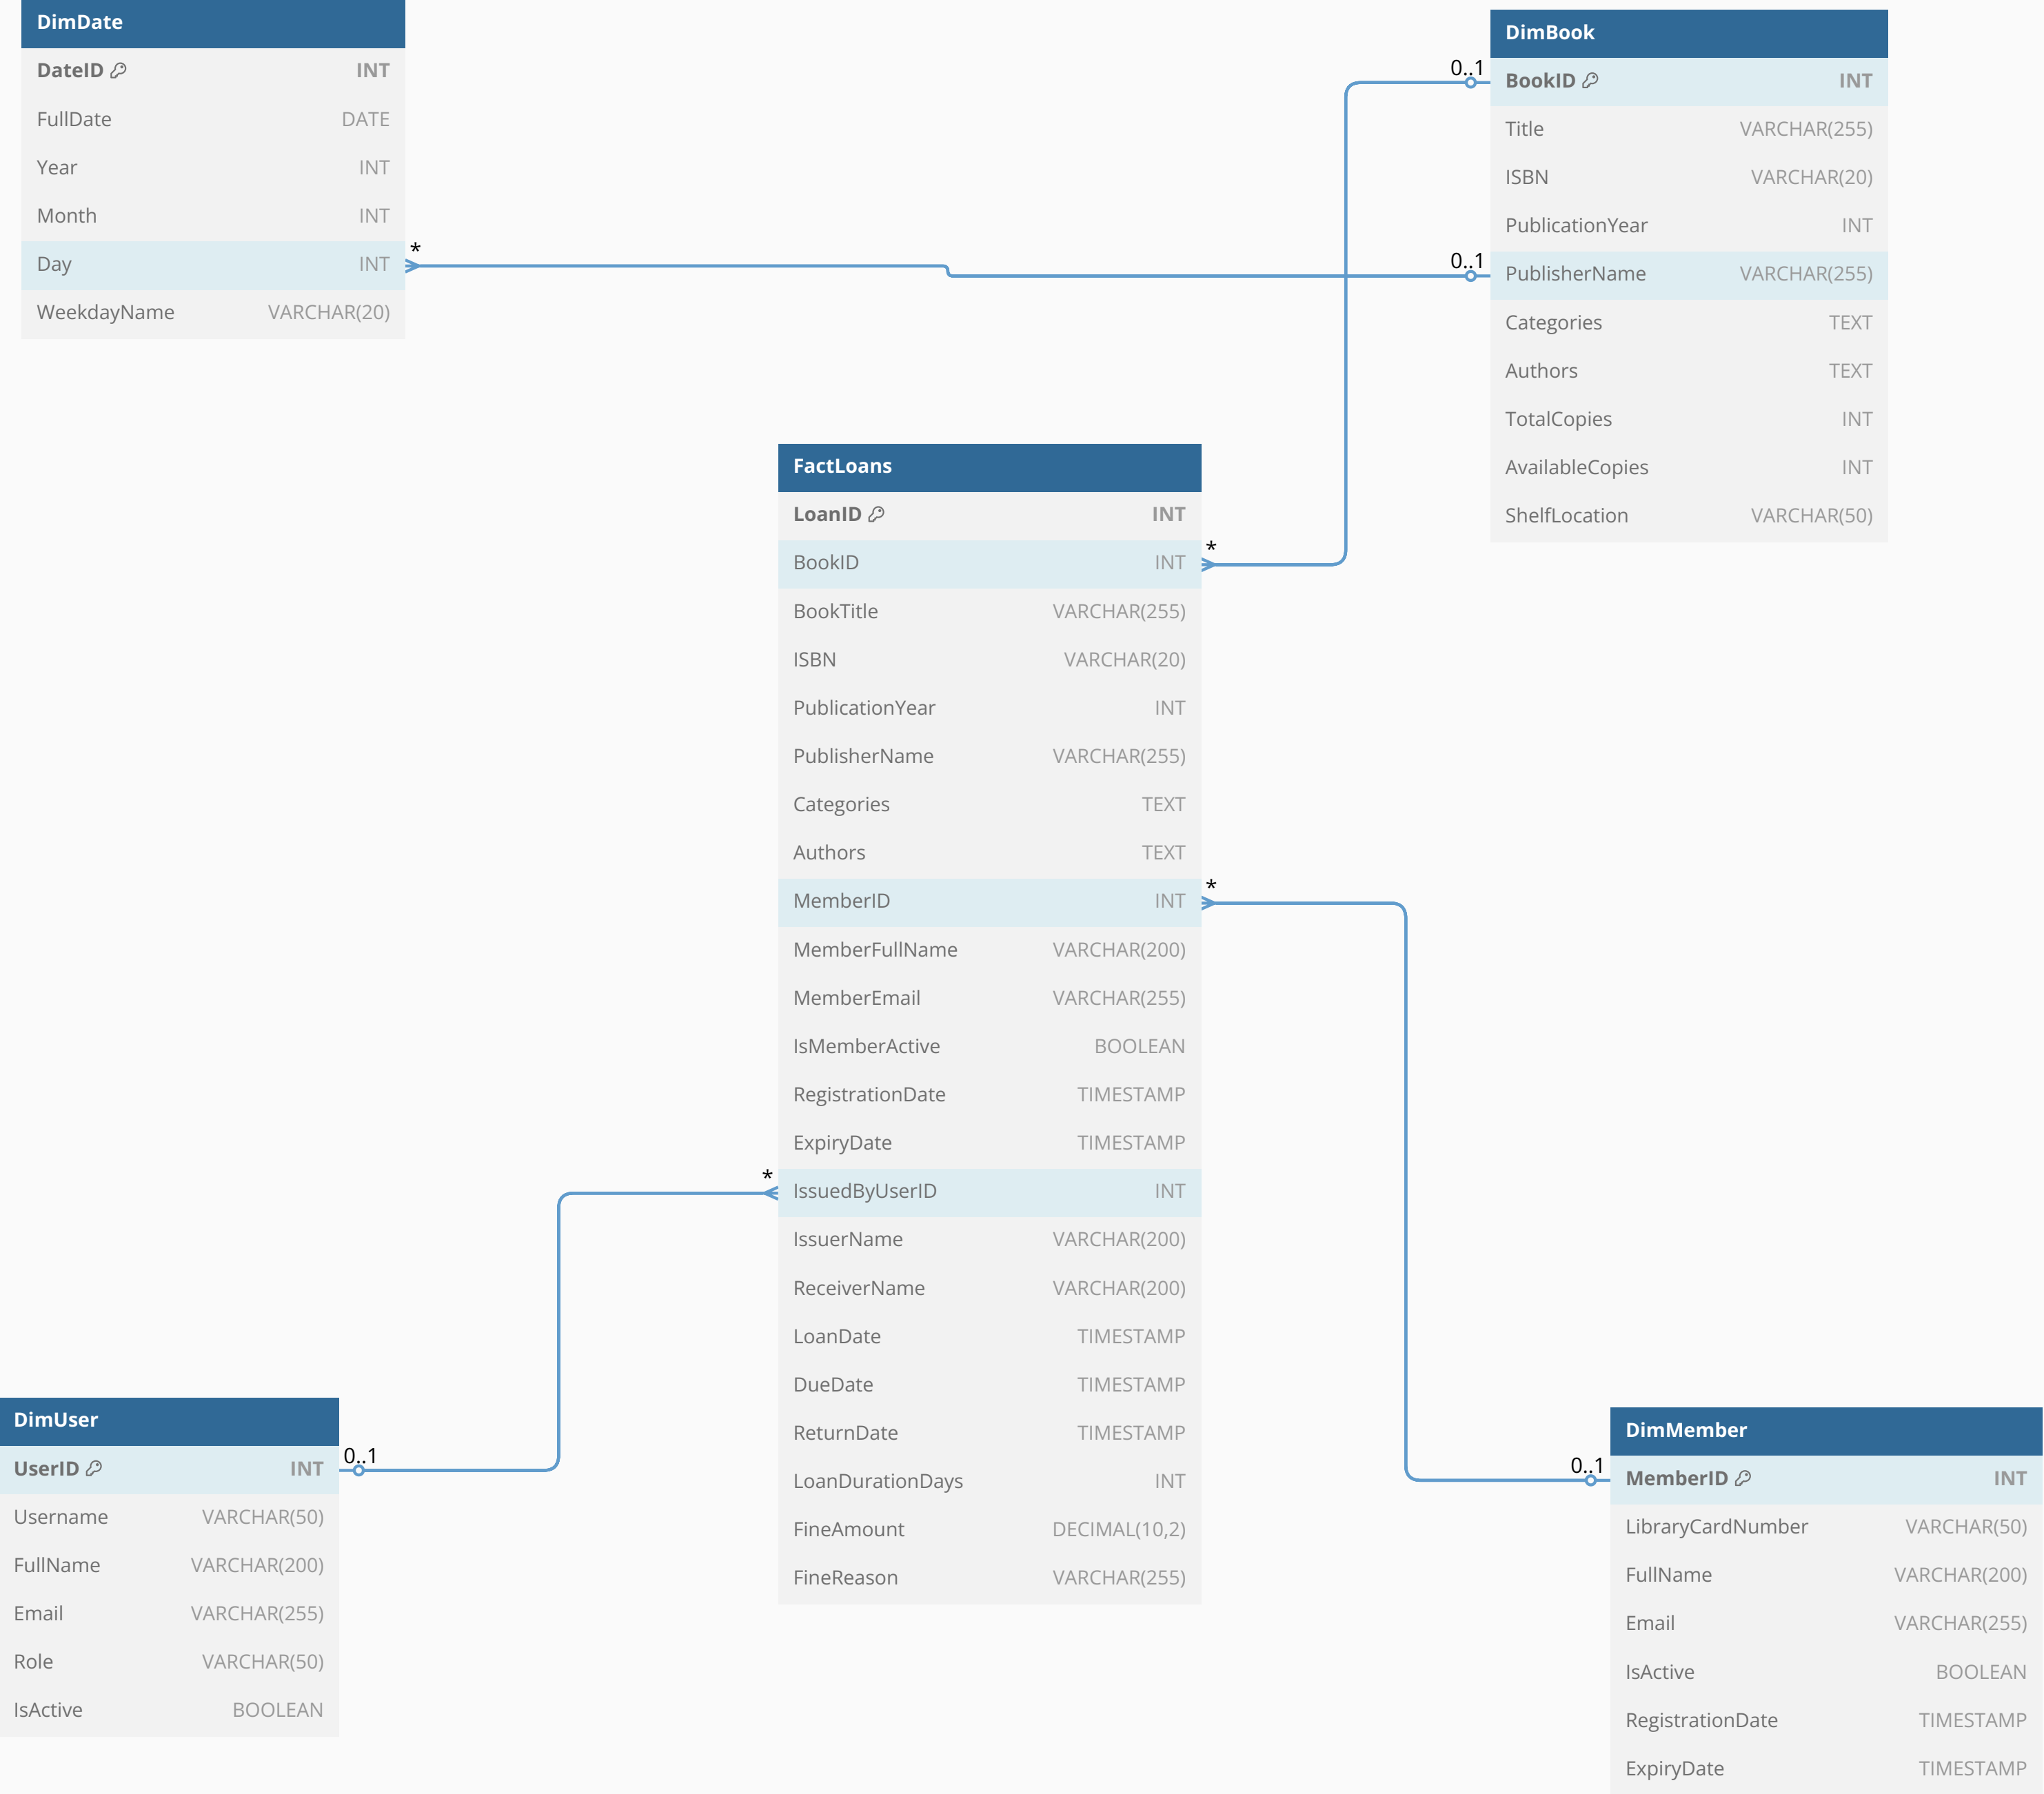 DimDate
DateID INT
FullDate DATE
Year INT
Month INT
Day INT
WeekdayName VARCHAR(20)
*
0..1
0..1
DimBook
BookID INT
Title VARCHAR(255)
ISBN VARCHAR(20)
PublicationYear INT
PublisherName VARCHAR(255)
Categories TEXT
Authors TEXT
TotalCopies INT
AvailableCopies INT
ShelfLocation VARCHAR(50)
FactLoans
LoanID INT
BookID INT
BookTitle VARCHAR(255)
ISBN VARCHAR(20)
PublicationYear INT
PublisherName VARCHAR(255)
Categories TEXT
Authors TEXT
MemberID INT
MemberFullName VARCHAR(200)
MemberEmail VARCHAR(255)
IsMemberActive BOOLEAN
RegistrationDate TIMESTAMP
ExpiryDate TIMESTAMP
IssuedByUserID INT
IssuerName VARCHAR(200)
ReceiverName VARCHAR(200)
LoanDate TIMESTAMP
DueDate TIMESTAMP
ReturnDate TIMESTAMP
LoanDurationDays INT
FineAmount DECIMAL(10,2)
FineReason VARCHAR(255)
*
*
*
DimUser
UserID INT
Username VARCHAR(50)
FullName VARCHAR(200)
Email VARCHAR(255)
Role VARCHAR(50)
IsActive BOOLEAN
0..1
0..1
DimMember
MemberID INT
LibraryCardNumber VARCHAR(50)
FullName VARCHAR(200)
Email VARCHAR(255)
IsActive BOOLEAN
RegistrationDate TIMESTAMP
ExpiryDate TIMESTAMP